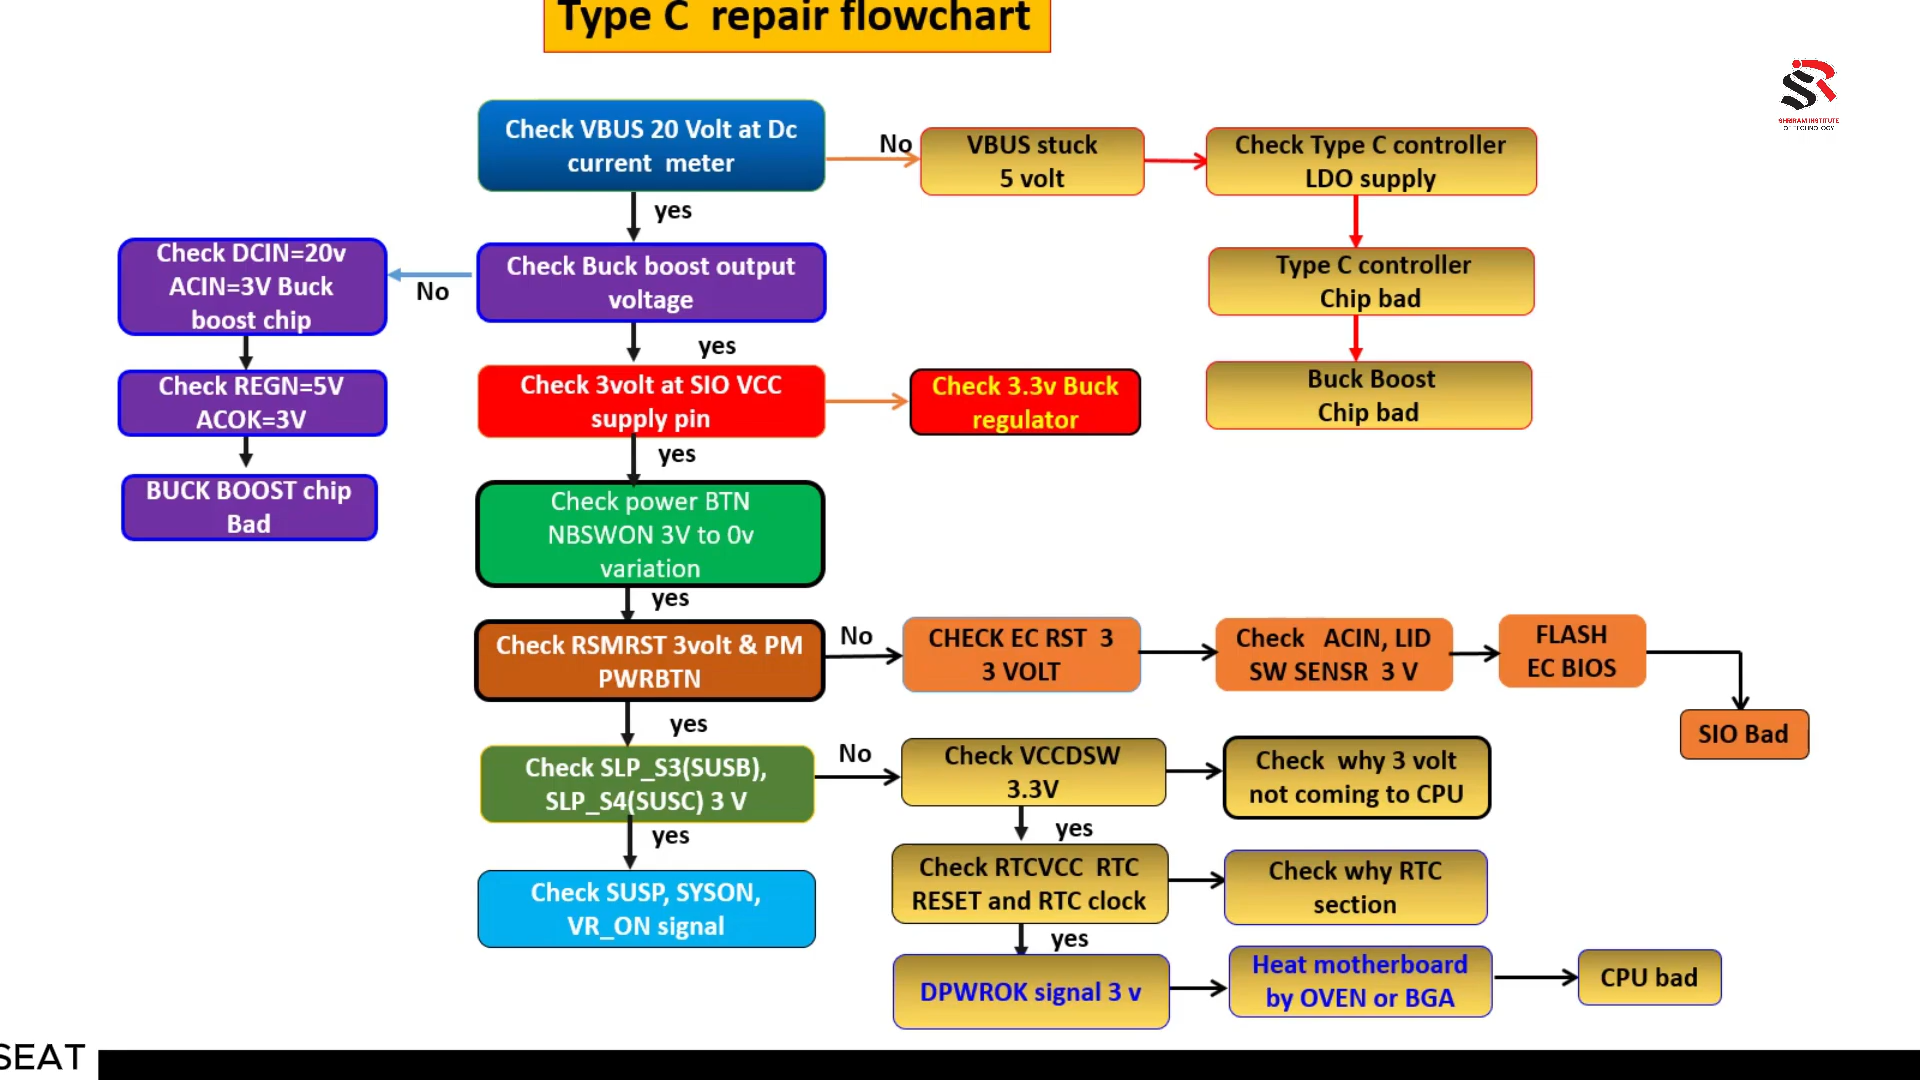 Type C repair flowchart
SHRIRAM INSTITUTE
OF TECHNOLOGY
Check VBUS 20 Volt at Dc
current meter
No
VBUS stuck
5 volt
Check Type C controller
LDO supply
yes
Check DCIN=20v
ACIN=3V Buck
boost chip
No
Check Buck boost output
voltage
Type C controller
Chip bad
yes
Check REGN=5V
ACOK=3V
Check 3volt at SIO VCC
supply pin
Check 3.3v Buck
regulator
Buck Boost
Chip bad
yes
BUCK BOOST chip
Bad
Check power BTN
NBSWON 3V to 0v
variation
yes
Check RSMRST 3volt & PM
PWRBTN
No
CHECK EC RST 3
3 VOLT
Check ACIN, LID
SW SENSR 3 V
FLASH
EC BIOS
SIO Bad
yes
Check SLP_S3(SUSB),
SLP_S4(SUSC) 3 V
No
Check VCCDSW
3.3V
Check why 3 volt
not coming to CPU
yes
yes
Check SUSP, SYSON,
VR_ON signal
Check RTCVCC RTC
RESET and RTC clock
Check why RTC
section
yes
DPWROK signal 3 v
Heat motherboard
by OVEN or BGA
CPU bad
SEAT